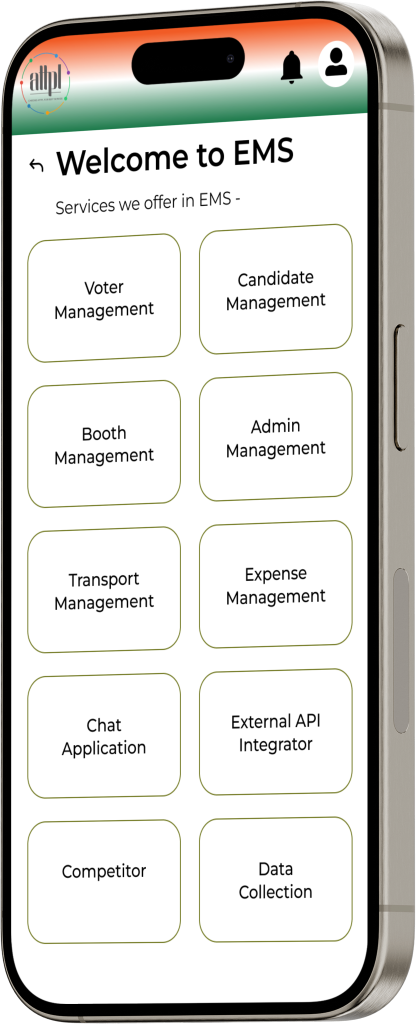 attpl
Welcome to EMS
Services we offer in EMS -
Voter
Management
Candidate
Management
Booth
Management
Admin
Management
Transport
Management
Expense
Management
Chat
Application
External API
Integrator
Competitor
Data
Collection